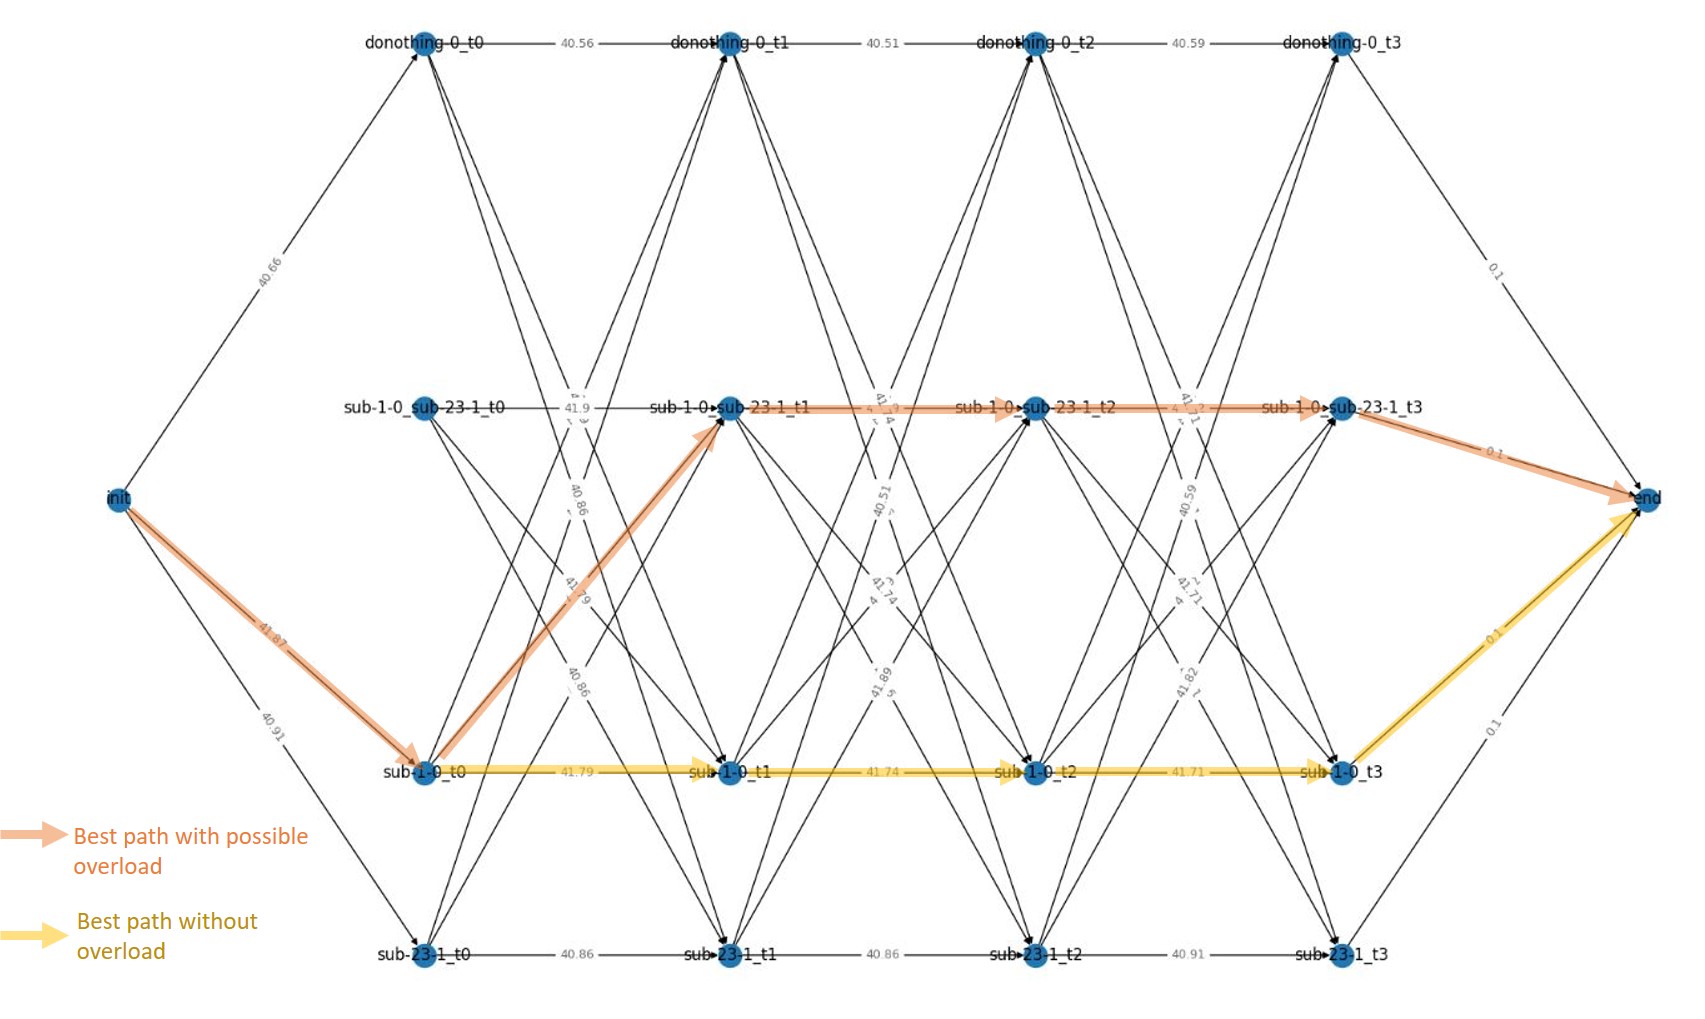 donothing-0_t0
40.56
donothing-0_t1
40.51
donothing-0_t2
40.59
donothing-0_t3
40.66
0.1
sub-1-0_sub-23-1_t0
41.9
sub-1-0_sub-23-1_t1
41.74
sub-1-0_sub-23-1_t2
41.71
sub-1-0_sub-23-1_t3
0.1
init
40.86
40.51
40.59
end
41.79
41.74
41.71
41.87
0.1
40.86
41.89
41.82
40.91
0.1
sub-1-0_t0
41.79
sub-1-0_t1
41.74
sub-1-0_t2
41.71
sub-1-0_t3
Best path with possible
overload
Best path without
overload
sub-23-1_t0
40.86
sub-23-1_t1
40.86
sub-23-1_t2
40.91
sub-23-1_t3